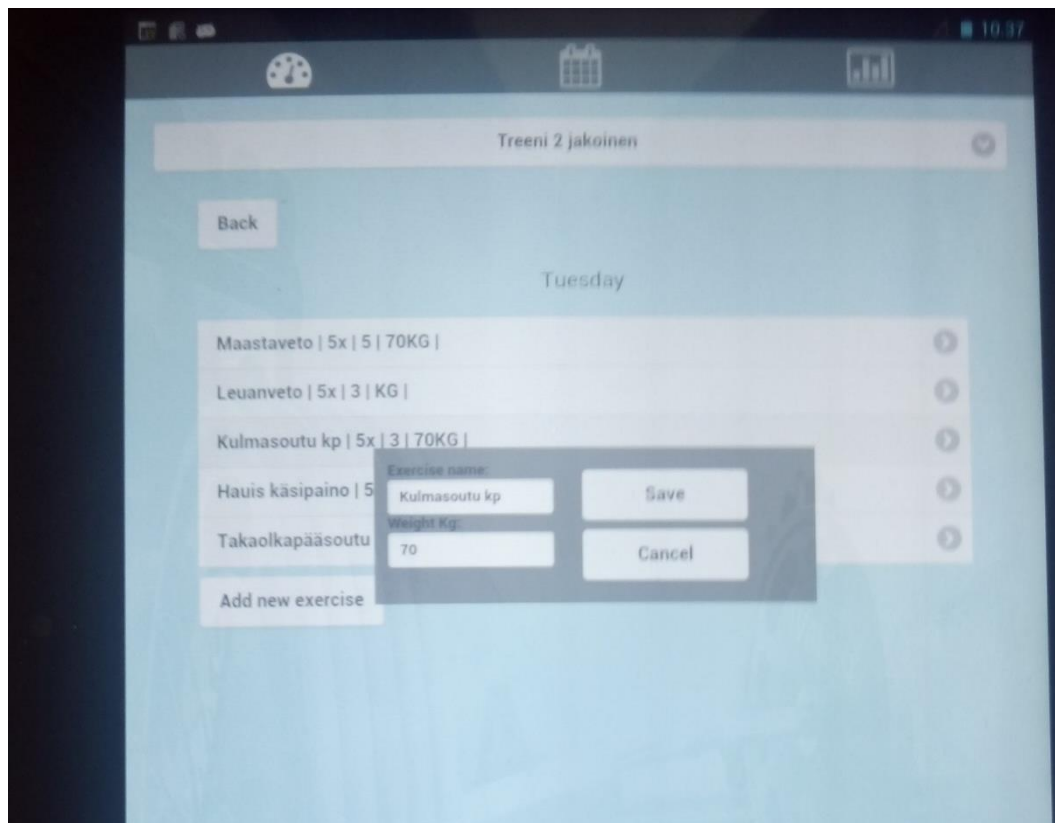 10:37
Treeni 2 jakoinen
Back
Tuesday
Maastaveto | 5x | 5 | 70KG |
Leuanveto | 5x | 3 | KG |
Kulmasoutu kp | 5x | 3 | 70KG |
Hauis käsipaino | 5
Takaolkapääsoutu
Add new exercise
Exercise name:
Kulmasoutu kp
Weight Kg:
70
Save
Cancel